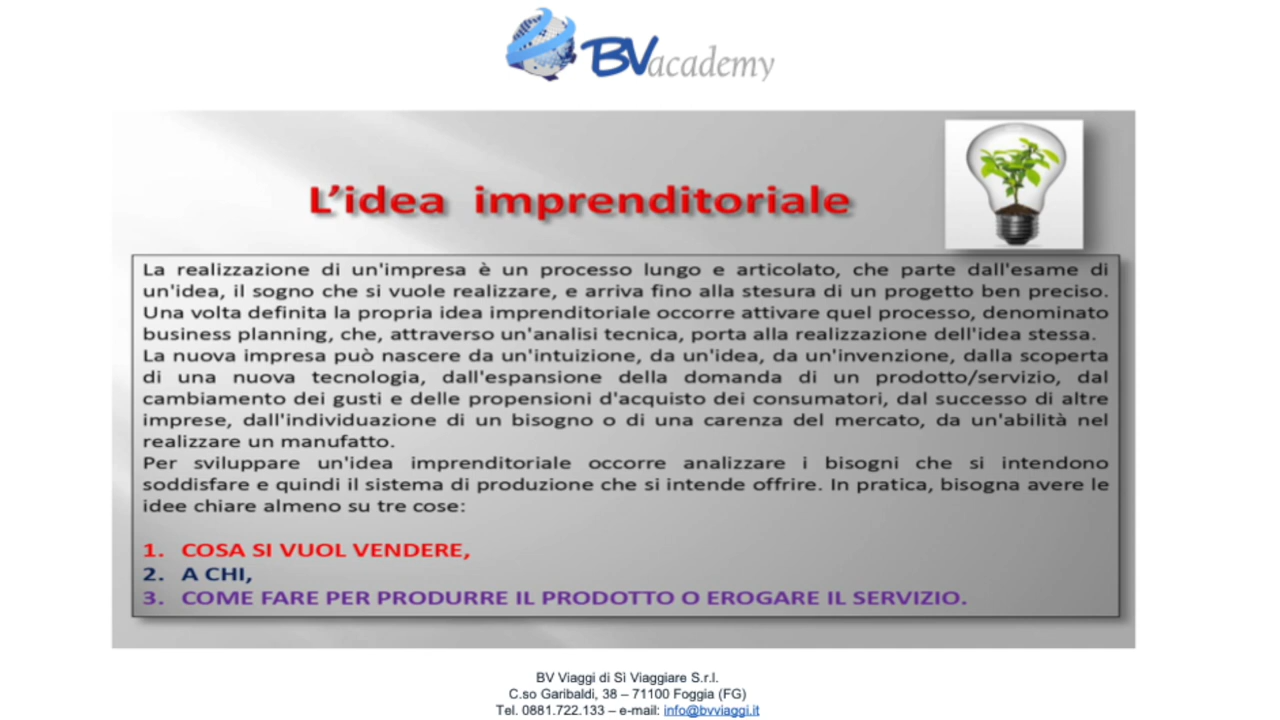 BVacademy
L'idea imprenditoriale
La realizzazione di un'impresa è un processo lungo e articolato, che parte dall'esame di
un'idea, il sogno che si vuole realizzare, e arriva fino alla stesura di un progetto ben preciso.
Una volta definita la propria idea imprenditoriale occorre attivare quel processo, denominato
business planning, che, attraverso un'analisi tecnica, porta alla realizzazione dell'idea stessa.
La nuova impresa può nascere da un'intuizione, da un'idea, da un'invenzione, dalla scoperta
di una nuova tecnologia, dall'espansione della domanda di un prodotto/servizio, dal
cambiamento dei gusti e delle propensioni d'acquisto dei consumatori, dal successo di altre
imprese, dall'individuazione di un bisogno o di una carenza del mercato, da un'abilità nel
realizzare un manufatto.
Per sviluppare un'idea imprenditoriale occorre analizzare i bisogni che si intendono
soddisfare e quindi il sistema di produzione che si intende offrire. In pratica, bisogna avere le
idee chiare almeno su tre cose:
1. COSA SI VUOL VENDERE,
2. A CHI,
3. COME FARE PER PRODURRE IL PRODOTTO O EROGARE IL SERVIZIO.
BV Viaggi di Sì Viaggiare S.r.l.
C.so Garibaldi, 38 – 71100 Foggia (FG)
Tel. 0881.722.133 – e-mail: info@bvviaggi.it